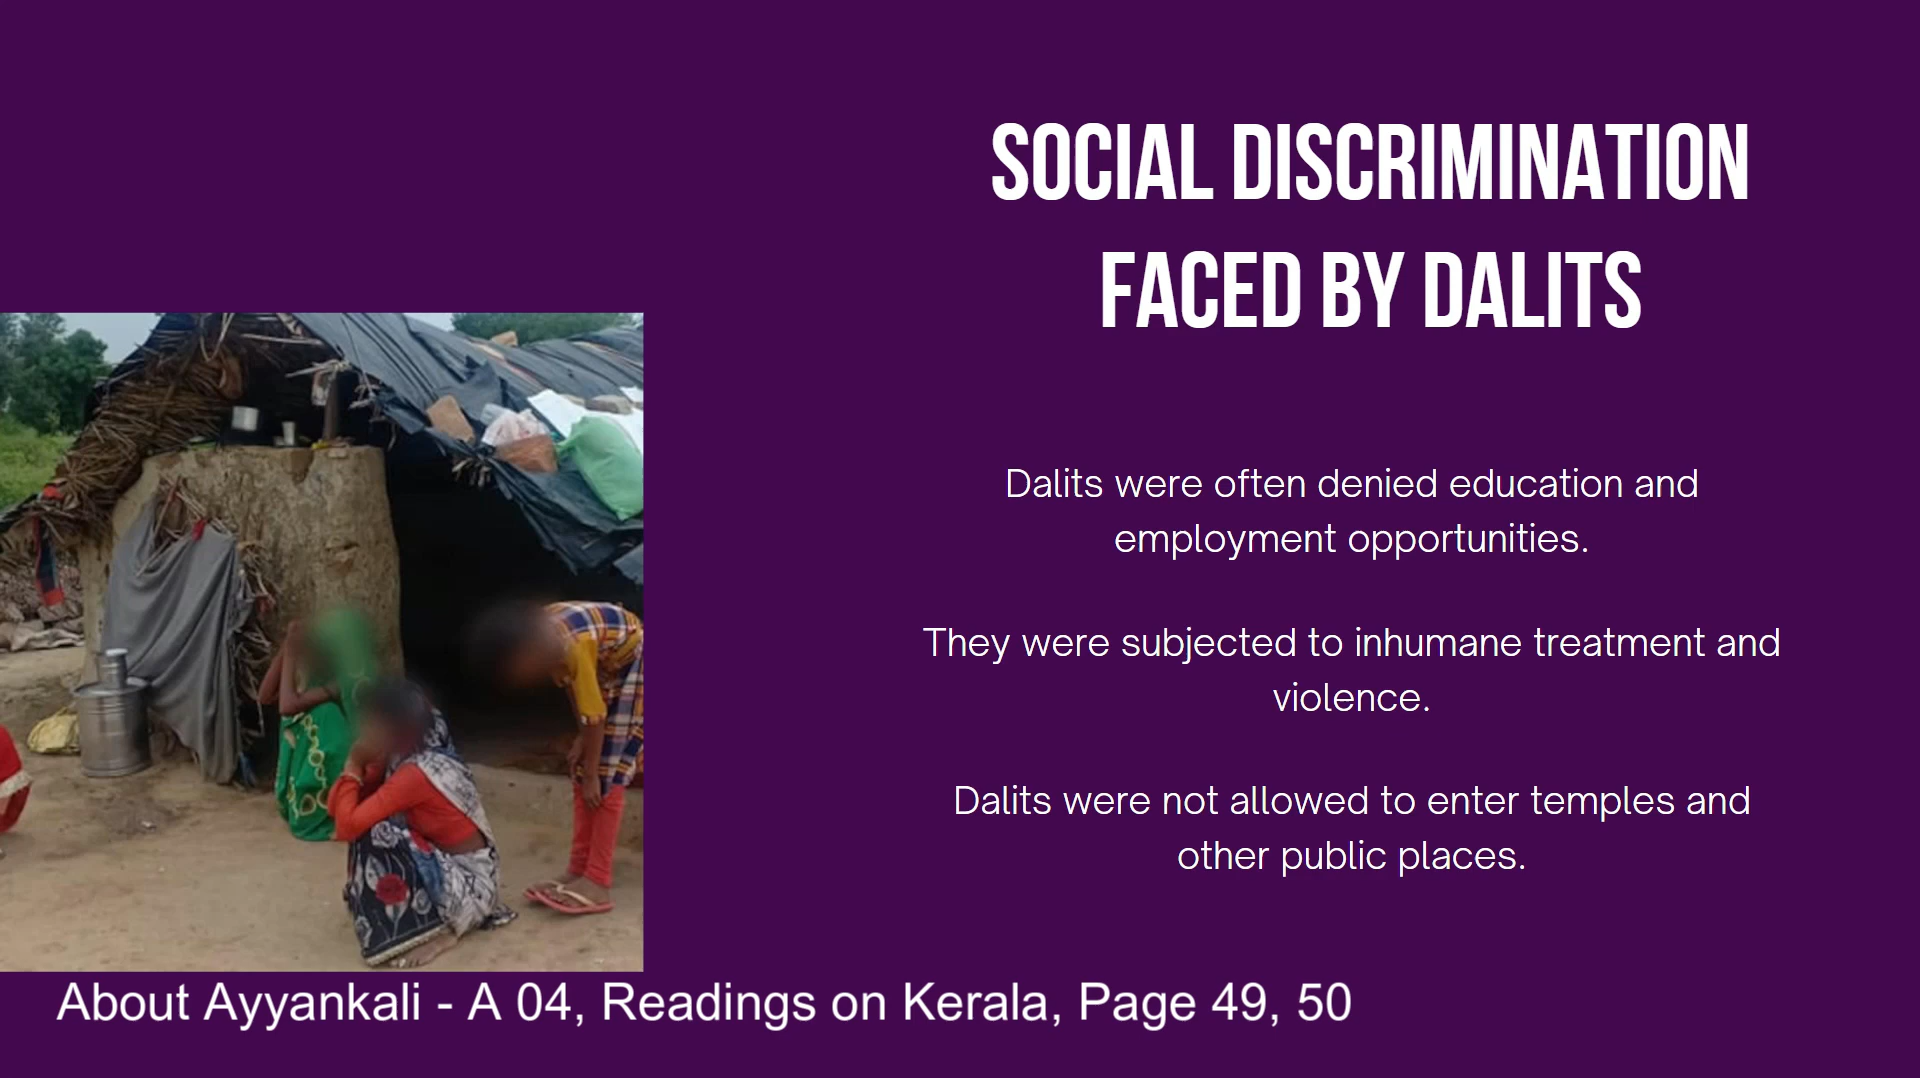 SOCIAL DISCRIMINATION
FACED BY DALITS
Dalits were often denied education and
employment opportunities.
They were subjected to inhumane treatment and
violence.
Dalits were not allowed to enter temples and
other public places.
About Ayyankali - A 04, Readings on Kerala, Page 49, 50